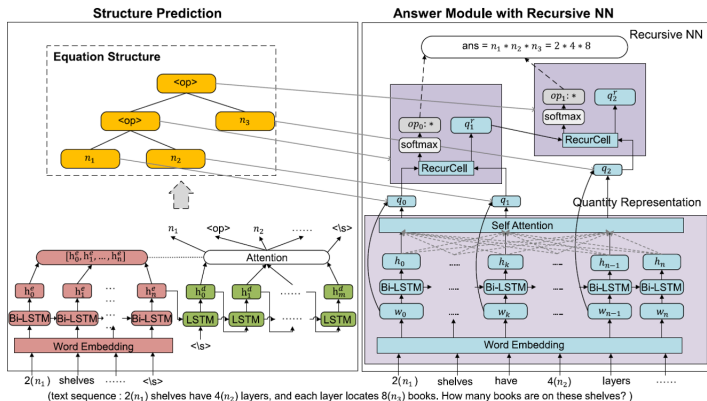 Structure Prediction
Equation Structure
<op>
<op>
n₃
n₁
n₂
n₁
<op>
n₂
......
<\s>
[h₀ᵉ, h₁ᵉ, ..., hₙᵉ]
Attention
h₀ᵉ
h₁ᵉ
...
hₙᵉ
h₀ᵈ
h₁ᵈ
......
hₘᵈ
Bi-LSTM
Bi-LSTM
...
Bi-LSTM
LSTM
LSTM
......
LSTM
Word Embedding
2(n₁)
shelves
......
<\s>
<\s>
Answer Module with Recursive NN
Recursive NN
ans = n₁ * n₂ * n₃ = 2 * 4 * 8
op₀: *
q₁ʳ
softmax
RecurCell
op₁: *
q₂ʳ
softmax
RecurCell
q₀
q₁
q₂
Quantity Representation
Self Attention
h₀
.....
hₖ
.....
hₙ₋₁
hₙ
Bi-LSTM
.....
Bi-LSTM
.....
Bi-LSTM
Bi-LSTM
w₀
.....
wₖ
.....
wₙ₋₁
wₙ
Word Embedding
2(n₁)
shelves
have
4(n₂)
layers
......
(text sequence : 2(n₁) shelves have 4(n₂) layers, and each layer locates 8(n₃) books. How many books are on these shelves? )